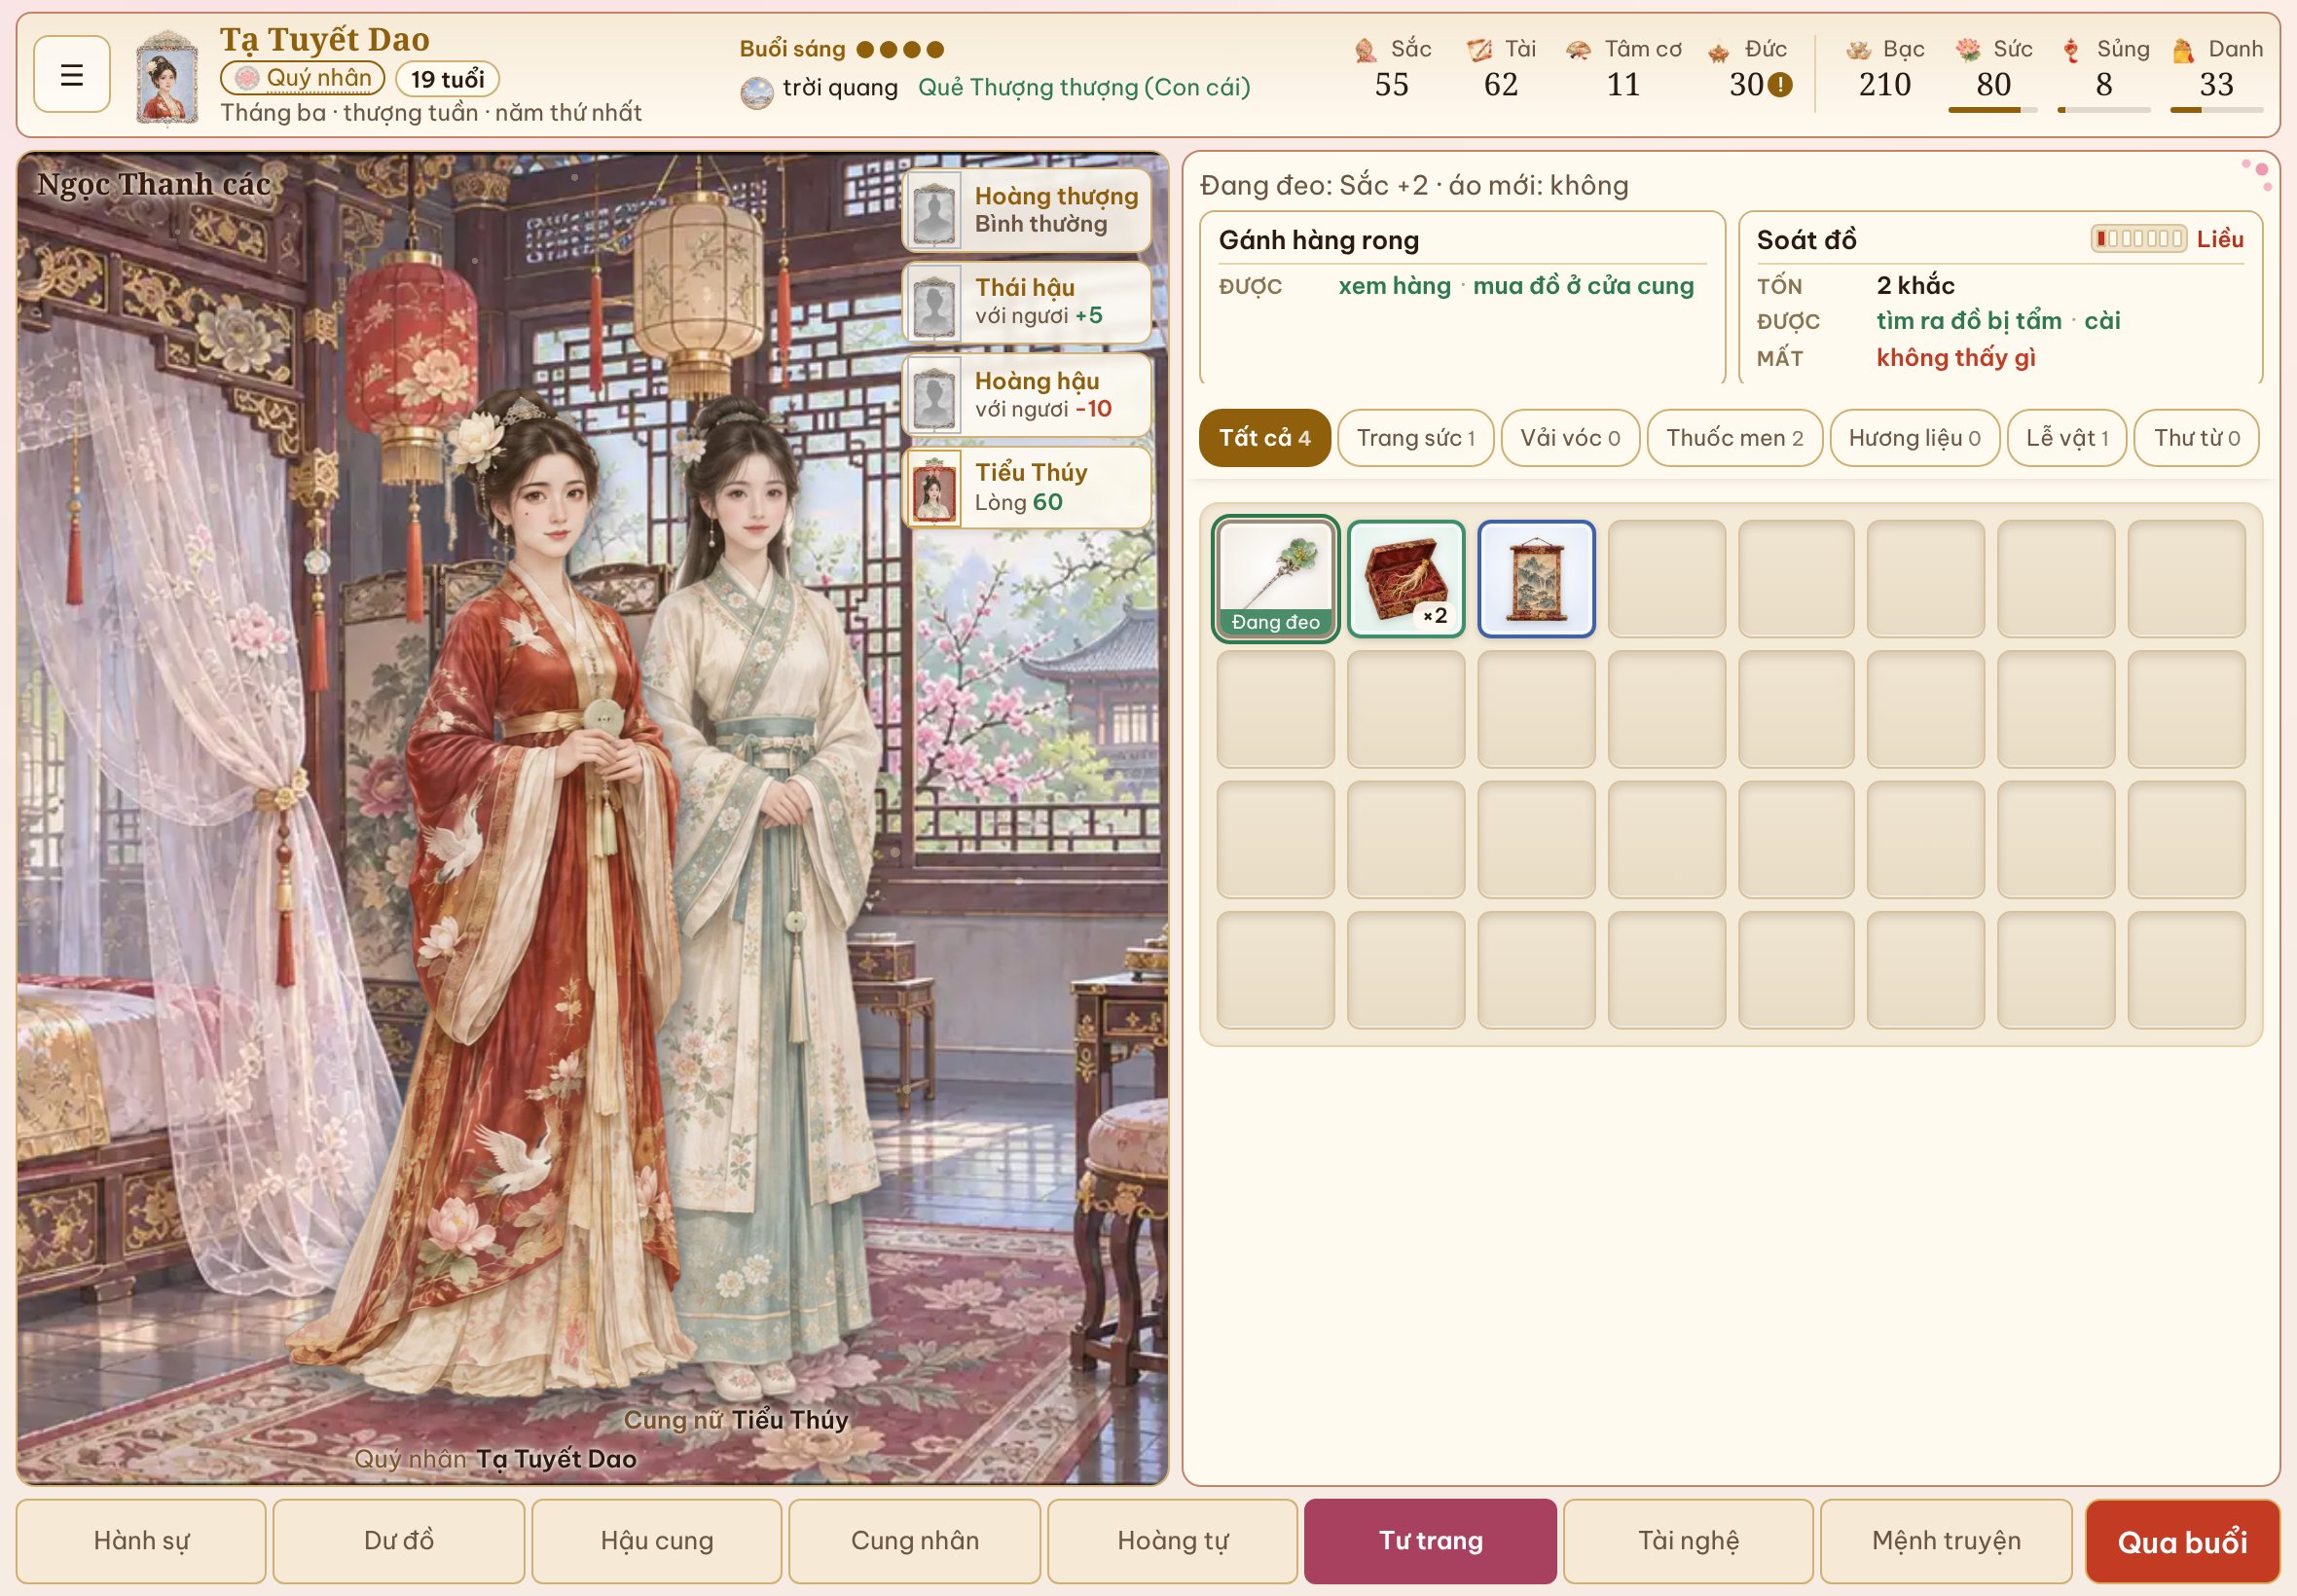 ☰
Tạ Tuyết Dao
Quý nhân 19 tuổi
Tháng ba · thượng tuần · năm thứ nhất
Buổi sáng
trời quang Quẻ Thượng thượng (Con cái)
Sắc Tài Tâm cơ Đức Bạc Sức Sủng Danh
55 62 11 30 ! 210 80 8 33
Ngọc Thanh các
Hoàng thượng
Bình thường
Thái hậu
với ngươi +5
Hoàng hậu
với ngươi -10
Tiểu Thúy
Lòng 60
Cung nữ Tiểu Thúy
Quý nhân Tạ Tuyết Dao
Đang đeo: Sắc +2 · áo mới: không
Gánh hàng rong
ĐƯỢC xem hàng · mua đồ ở cửa cung
Soát đồ Liều
TỐN 2 khắc
ĐƯỢC tìm ra đồ bị tẩm · cài
MẤT không thấy gì
Tất cả 4 Trang sức 1 Vải vóc 0 Thuốc men 2 Hương liệu 0 Lễ vật 1 Thư từ 0
Đang đeo
×2
Hành sự Dư đồ Hậu cung Cung nhân Hoàng tự Tư trang Tài nghệ Mệnh truyện Qua buổi